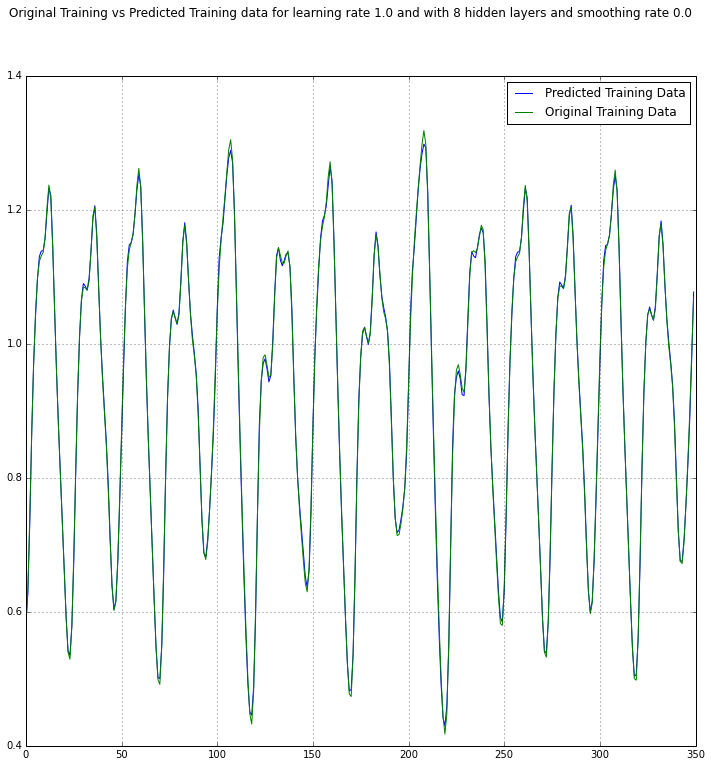 Original Training vs Predicted Training data for learning rate 1.0 and with 8 hidden layers and smoothing rate 0.0
1.4
Predicted Training Data
Original Training Data
1.2
1.0
0.8
0.6
0.4
0 50 100 150 200 250 300 350